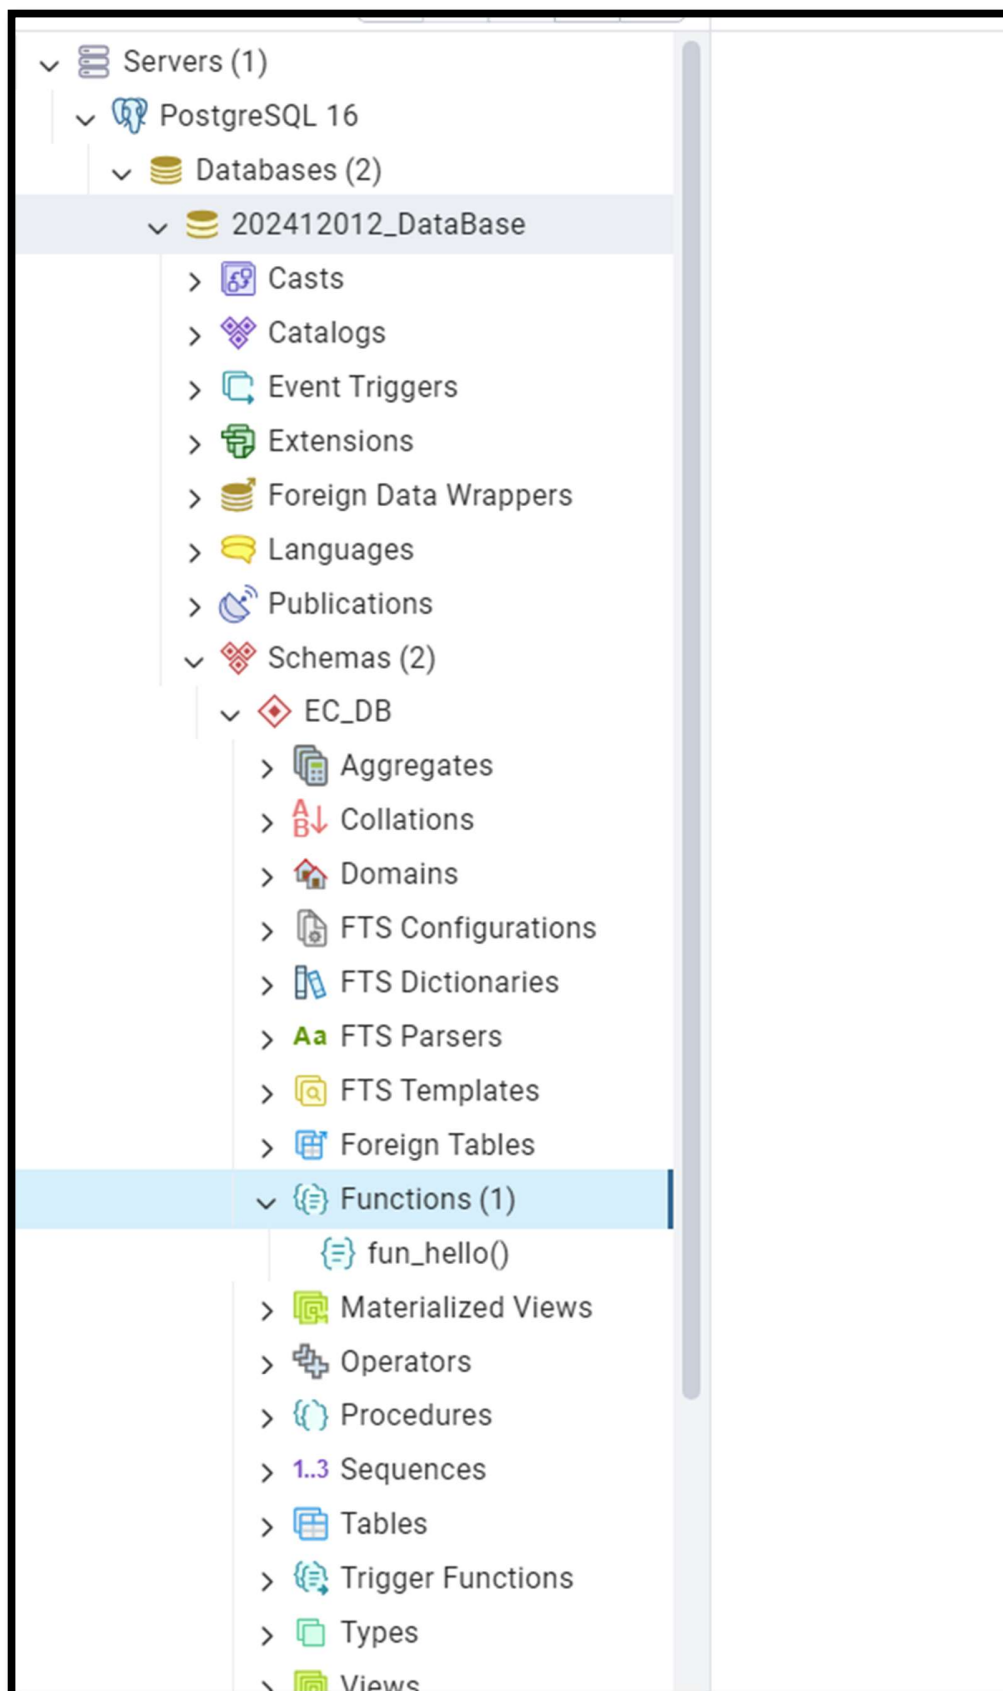 Servers (1)
PostgreSQL 16
Databases (2)
202412012_DataBase
Casts
Catalogs
Event Triggers
Extensions
Foreign Data Wrappers
Languages
Publications
Schemas (2)
EC_DB
Aggregates
Collations
Domains
FTS Configurations
FTS Dictionaries
Aa FTS Parsers
FTS Templates
Foreign Tables
Functions (1)
fun_hello()
Materialized Views
Operators
Procedures
1..3 Sequences
Tables
Trigger Functions
Types
Views